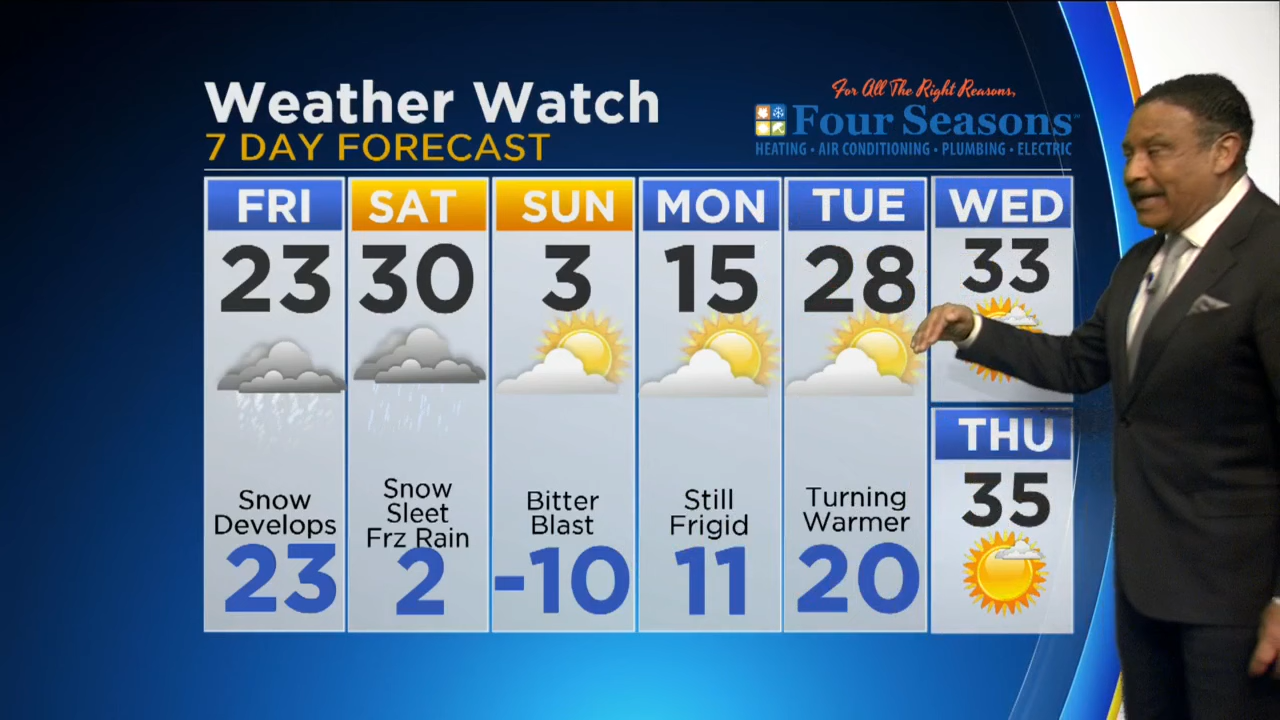 Weather Watch
7 DAY FORECAST
For All The Right Reasons,
Four Seasons
HEATING • AIR CONDITIONING • PLUMBING • ELECTRIC
FRI
23
Snow
Develops
23
SAT
30
Snow
Sleet
Frz Rain
2
SUN
3
Bitter
Blast
-10
MON
15
Still
Frigid
11
TUE
28
Turning
Warmer
20
WED
33
THU
35